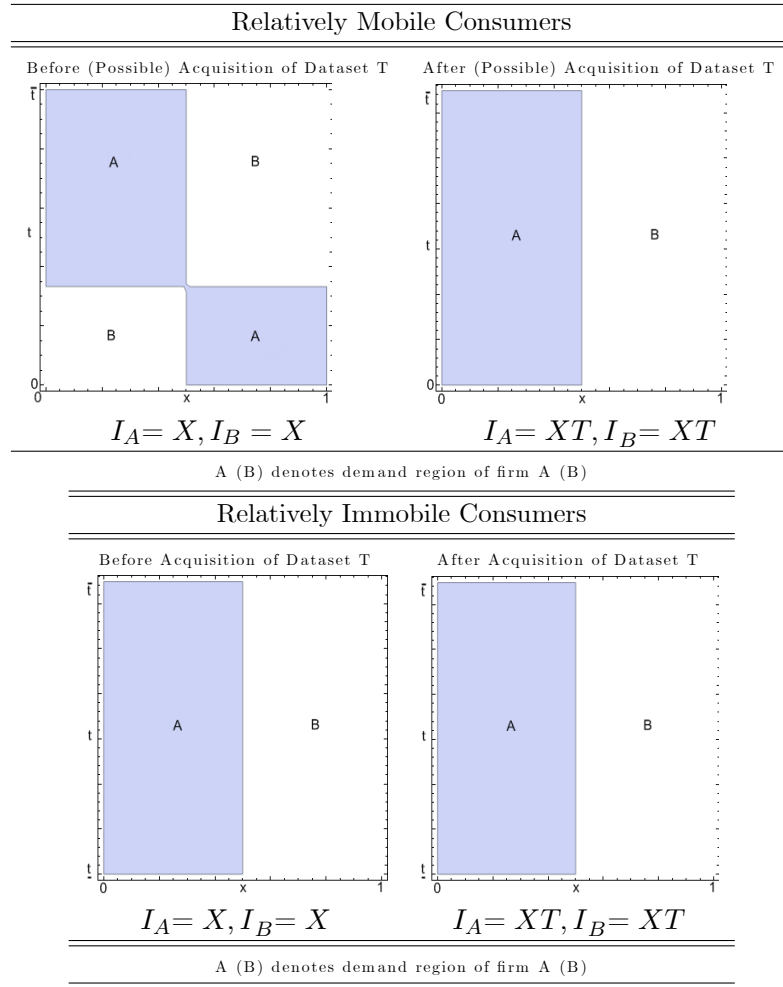 Relatively Mobile Consumers
Before (Possible) Acquisition of Dataset T
After (Possible) Acquisition of Dataset T
t̄
A
B
t
B
A
0
0
x
1
t̄
t
A
B
0
0
x
1
I_A= X, I_B = X
I_A= XT, I_B= XT
A (B) denotes demand region of firm A (B)
Relatively Immobile Consumers
Before Acquisition of Dataset T
After Acquisition of Dataset T
t̄
A
B
t
t̲
0
x
1
t̄
A
B
t
t̲
0
x
1
I_A= X, I_B= X
I_A= XT, I_B= XT
A (B) denotes demand region of firm A (B)